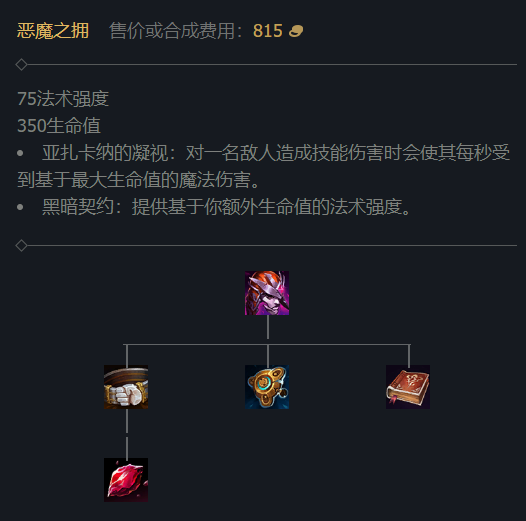 恶魔之拥 售价或合成费用：815
75法术强度
350生命值
• 亚扎卡纳的凝视：对一名敌人造成技能伤害时会使其每秒受
到基于最大生命值的魔法伤害。
• 黑暗契约：提供基于你额外生命值的法术强度。